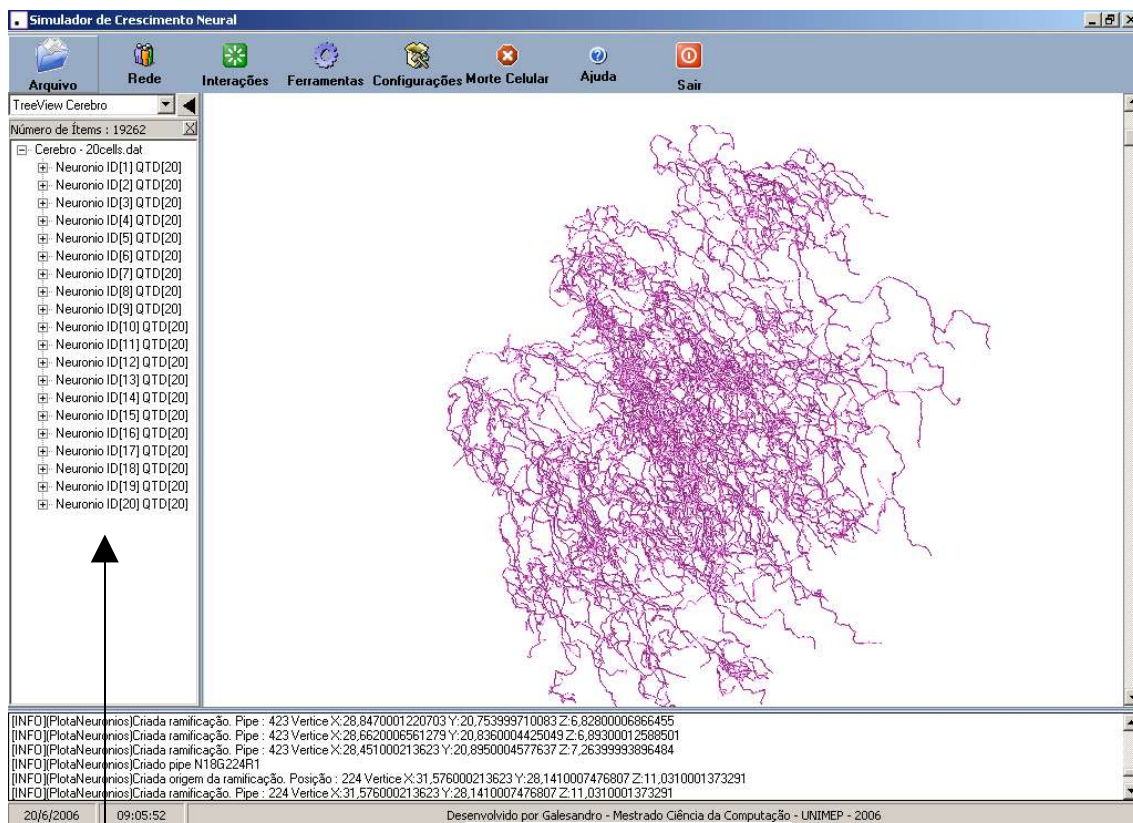 Simulador de Crescimento Neural
Arquivo Rede Interações Ferramentas Configurações Morte Celular Ajuda Sair
TreeView Cerebro
Número de Ítems : 19262
Cerebro - 20cells.dat
Neuronio ID[1] QTD[20]
Neuronio ID[2] QTD[20]
Neuronio ID[3] QTD[20]
Neuronio ID[4] QTD[20]
Neuronio ID[5] QTD[20]
Neuronio ID[6] QTD[20]
Neuronio ID[7] QTD[20]
Neuronio ID[8] QTD[20]
Neuronio ID[9] QTD[20]
Neuronio ID[10] QTD[20]
Neuronio ID[11] QTD[20]
Neuronio ID[12] QTD[20]
Neuronio ID[13] QTD[20]
Neuronio ID[14] QTD[20]
Neuronio ID[15] QTD[20]
Neuronio ID[16] QTD[20]
Neuronio ID[17] QTD[20]
Neuronio ID[18] QTD[20]
Neuronio ID[19] QTD[20]
Neuronio ID[20] QTD[20]
[INFO](PlotaNeuronios)Criada ramificação. Pipe : 423 Vertice X:28,8470001220703 Y:20,753999710083 Z:6,82800006866455
[INFO](PlotaNeuronios)Criada ramificação. Pipe : 423 Vertice X:28,6620006561279 Y:20,8360004425049 Z:6,89300012588501
[INFO](PlotaNeuronios)Criada ramificação. Pipe : 423 Vertice X:28,451000213623 Y:20,8950004577637 Z:7,26399993896484
[INFO](PlotaNeuronios)Criado pipe N18G224R1
[INFO](PlotaNeuronios)Criada origem da ramificação. Posição : 224 Vertice X:31,576000213623 Y:28,1410007476807 Z:11,0310001373291
[INFO](PlotaNeuronios)Criada ramificação. Pipe : 224 Vertice X:31,576000213623 Y:28,1410007476807 Z:11,0310001373291
20/6/2006 09:05:52 Desenvolvido por Galesandro - Mestrado Ciência da Computação - UNIMEP - 2006